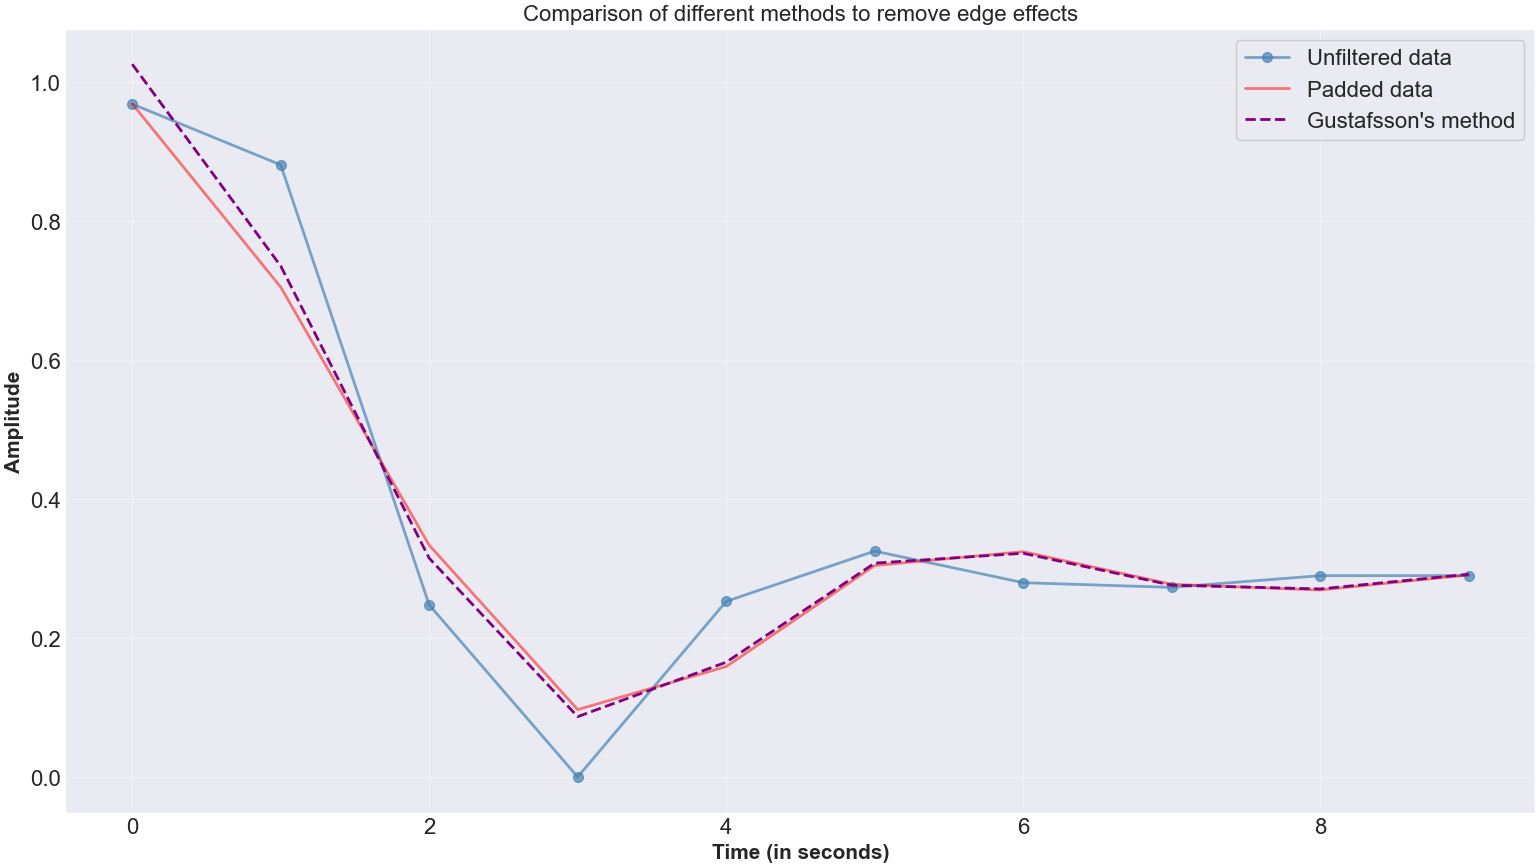 Comparison of different methods to remove edge effects
Unfiltered data
Padded data
Gustafsson's method
1.0
0.8
0.6
0.4
0.2
0.0
Amplitude
0 2 4 6 8
Time (in seconds)